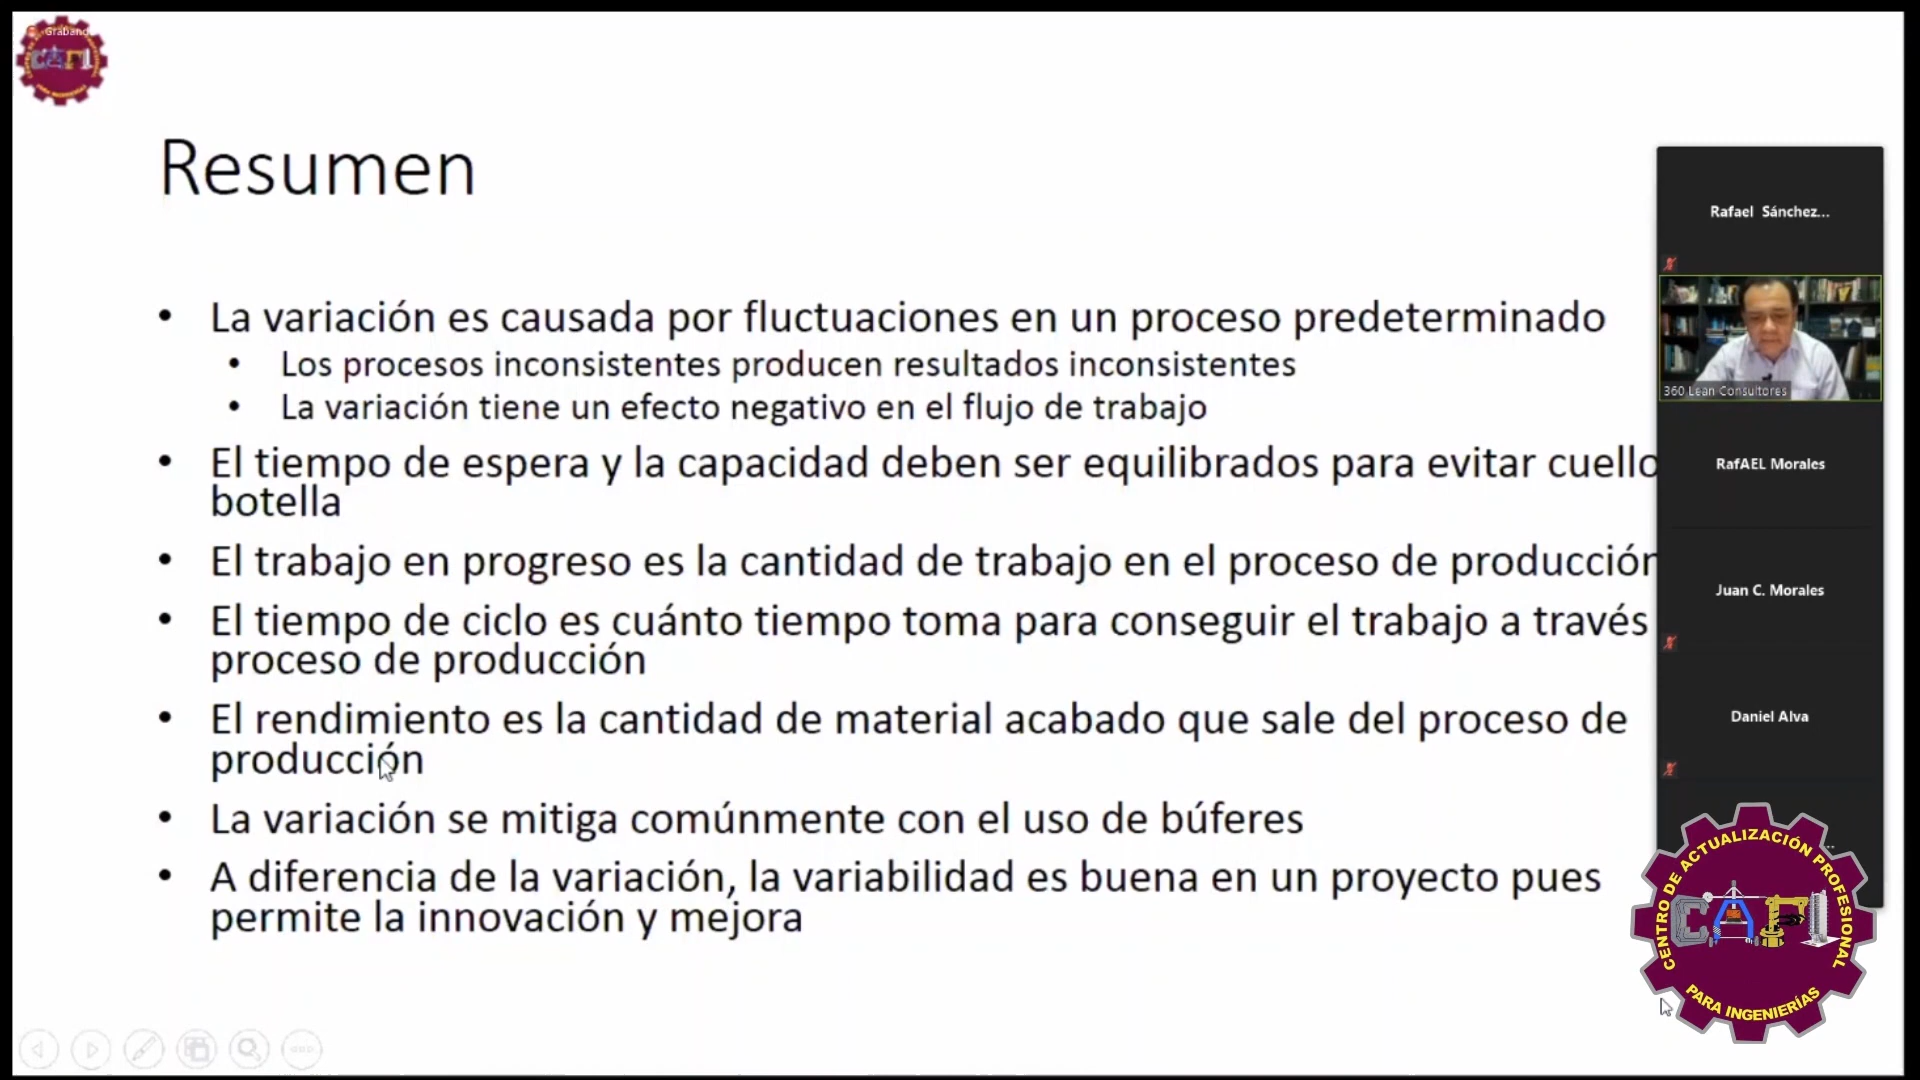 Grabando
Resumen
• La variación es causada por fluctuaciones en un proceso predeterminado
• Los procesos inconsistentes producen resultados inconsistentes
• La variación tiene un efecto negativo en el flujo de trabajo
• El tiempo de espera y la capacidad deben ser equilibrados para evitar cuello
botella
• El trabajo en progreso es la cantidad de trabajo en el proceso de producción
• El tiempo de ciclo es cuánto tiempo toma para conseguir el trabajo a través
proceso de producción
• El rendimiento es la cantidad de material acabado que sale del proceso de
producción
• La variación se mitiga comúnmente con el uso de búferes
• A diferencia de la variación, la variabilidad es buena en un proyecto pues
permite la innovación y mejora
Rafael Sánchez...
360 Lean Consultores
RafAEL Morales
Juan C. Morales
Daniel Alva
CENTRO DE ACTUALIZACIÓN PROFESIONAL
CAPI
PARA INGENIERÍAS